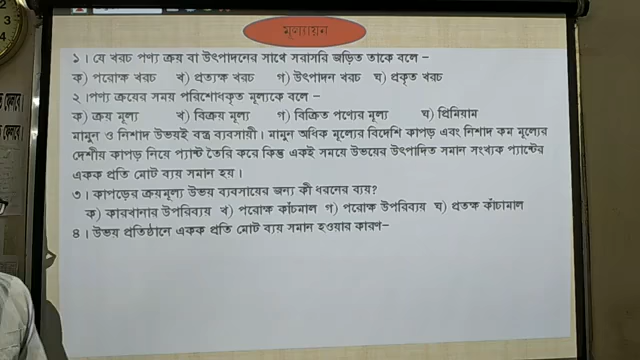 মূল্যায়ন
১। যে খরচ পণ্য ক্রয় বা উৎপাদনের সাথে সরাসরি জড়িত তাকে বলে –
ক) পরোক্ষ খরচ খ) প্রত্যক্ষ খরচ গ) উৎপাদন খরচ ঘ) প্রকৃত খরচ
২।পণ্য ক্রয়ের সময় পরিশোধকৃত মূল্যকে বলে –
ক) ক্রয় মূল্য খ) বিক্রয় মূল্য গ) বিক্রিত পণ্যের মূল্য ঘ) প্রিমিয়াম
মামুন ও নিশাদ উভয়ই বস্ত্র ব্যবসায়ী। মামুন অধিক মূল্যের বিদেশি কাপড় এবং নিশাদ কম মূল্যের
দেশীয় কাপড় নিয়ে প্যান্ট তৈরি করে কিন্তু একই সময়ে উভয়ের উৎপাদিত সমান সংখ্যক প্যান্টের
একক প্রতি মোট ব্যয় সমান হয়।
৩। কাপড়ের ক্রয়মূল্য উভয় ব্যবসায়ের জন্য কী ধরনের ব্যয়?
ক) কারখানার উপরিব্যয় খ) পরোক্ষ কাঁচামাল গ) পরোক্ষ উপরিব্যয় ঘ) প্রতক্ষ কাঁচামাল
৪। উভয় প্রতিষ্ঠানে একক প্রতি মোট ব্যয় সমান হওয়ার কারণ–